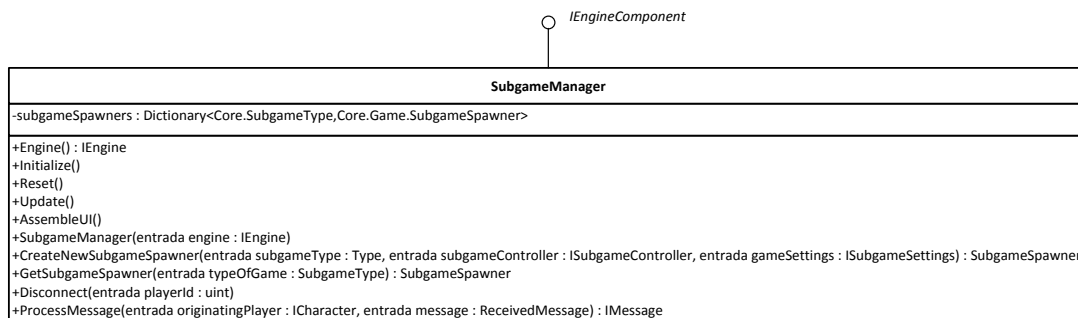 IEngineComponent
SubgameManager
-subgameSpawners : Dictionary<Core.SubgameType,Core.Game.SubgameSpawner>
+Engine() : IEngine
+Initialize()
+Reset()
+Update()
+AssembleUI()
+SubgameManager(entrada engine : IEngine)
+CreateNewSubgameSpawner(entrada subgameType : Type, entrada subgameController : ISubgameController, entrada gameSettings : ISubgameSettings) : SubgameSpawner
+GetSubgameSpawner(entrada typeOfGame : SubgameType) : SubgameSpawner
+Disconnect(entrada playerId : uint)
+ProcessMessage(entrada originatingPlayer : ICharacter, entrada message : ReceivedMessage) : IMessage